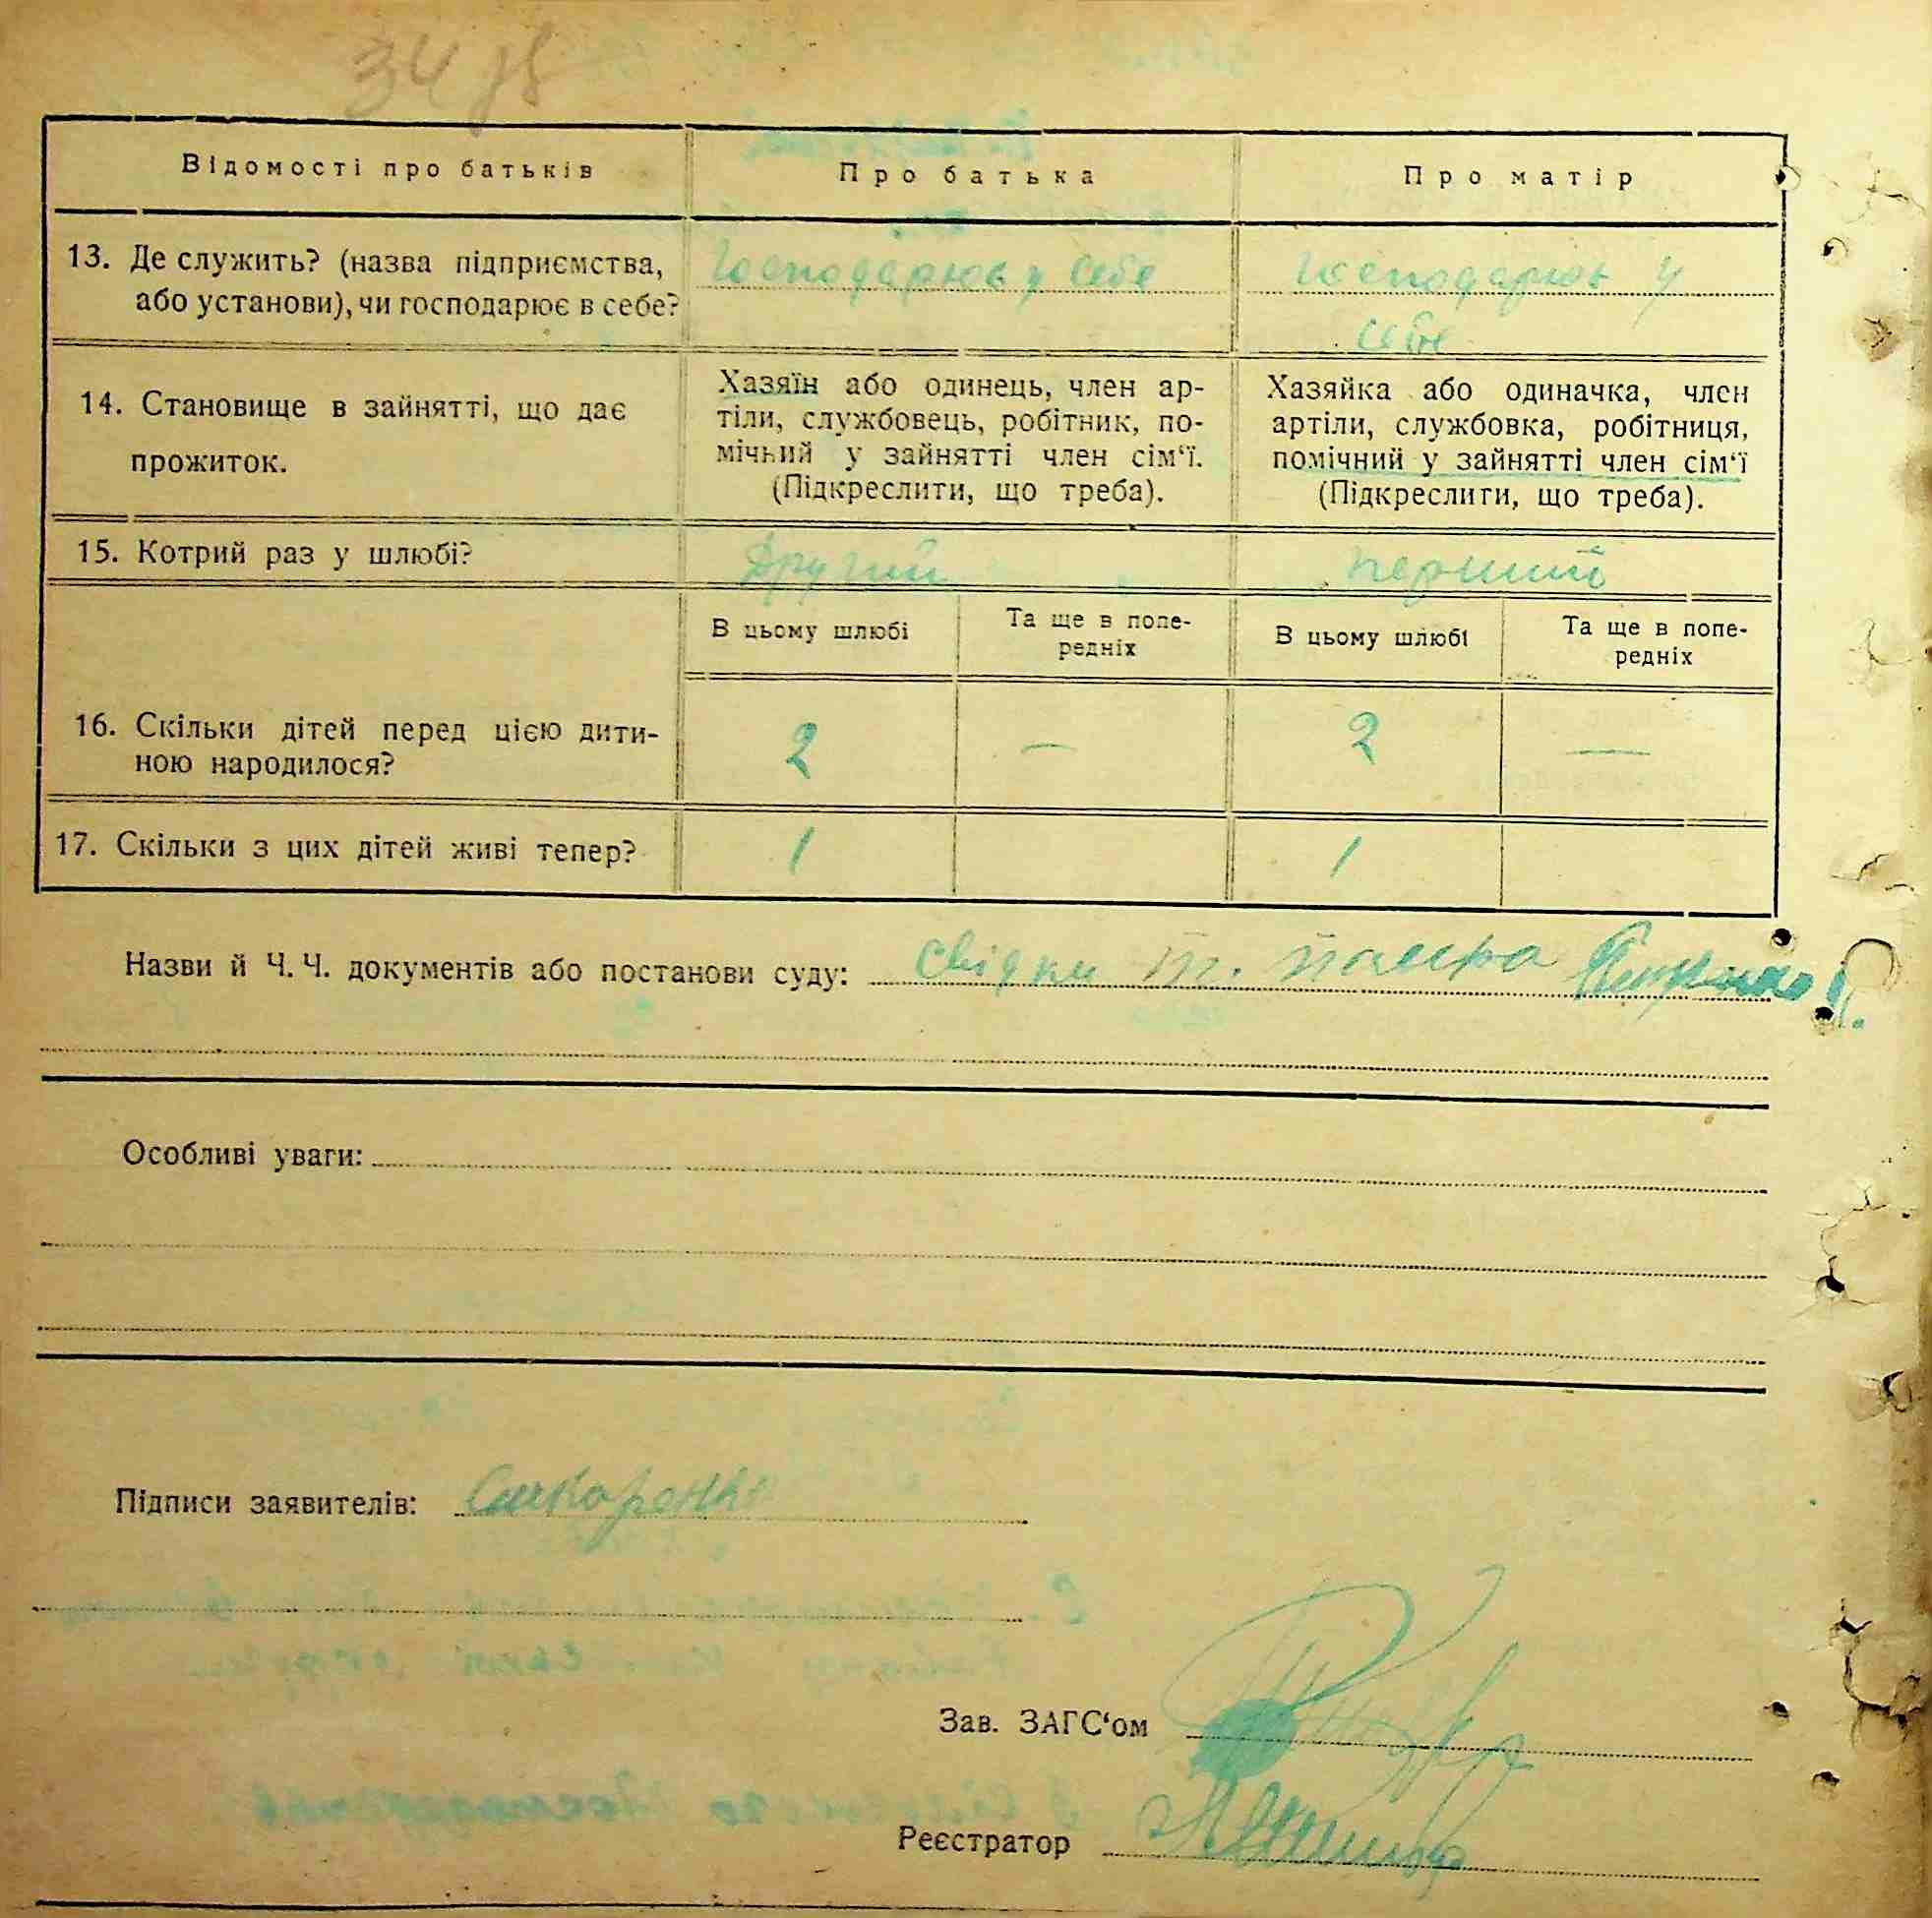 34
Відомості про батьків
Про батька
Про матір
13. Де служить? (назва підприємства,
або установи), чи господарює в себе?
Господарює у себе
Господарює у
себе
14. Становище в зайнятті, що дає
прожиток.
Хазяїн або одинець, член ар-
тіли, службовець, робітник, по-
мічний у зайнятті член сім‘ї.
(Підкреслити, що треба).
Хазяйка або одиначка, член
артіли, службовка, робітниця,
помічний у зайнятті член сім‘ї
(Підкреслити, що треба).
15. Котрий раз у шлюбі?
Другий
перший
В цьому шлюбі
Та ще в попе-
редніх
В цьому шлюбі
Та ще в попе-
редніх
16. Скільки дітей перед цією дити-
ною народилося?
2
—
2
—
17. Скільки з цих дітей живі тепер?
1
1
Назви й Ч. Ч. документів або постанови суду: свідки т.
Особливі уваги:
Підписи заявителів:
Зав. ЗАГС‘ом
Реєстратор